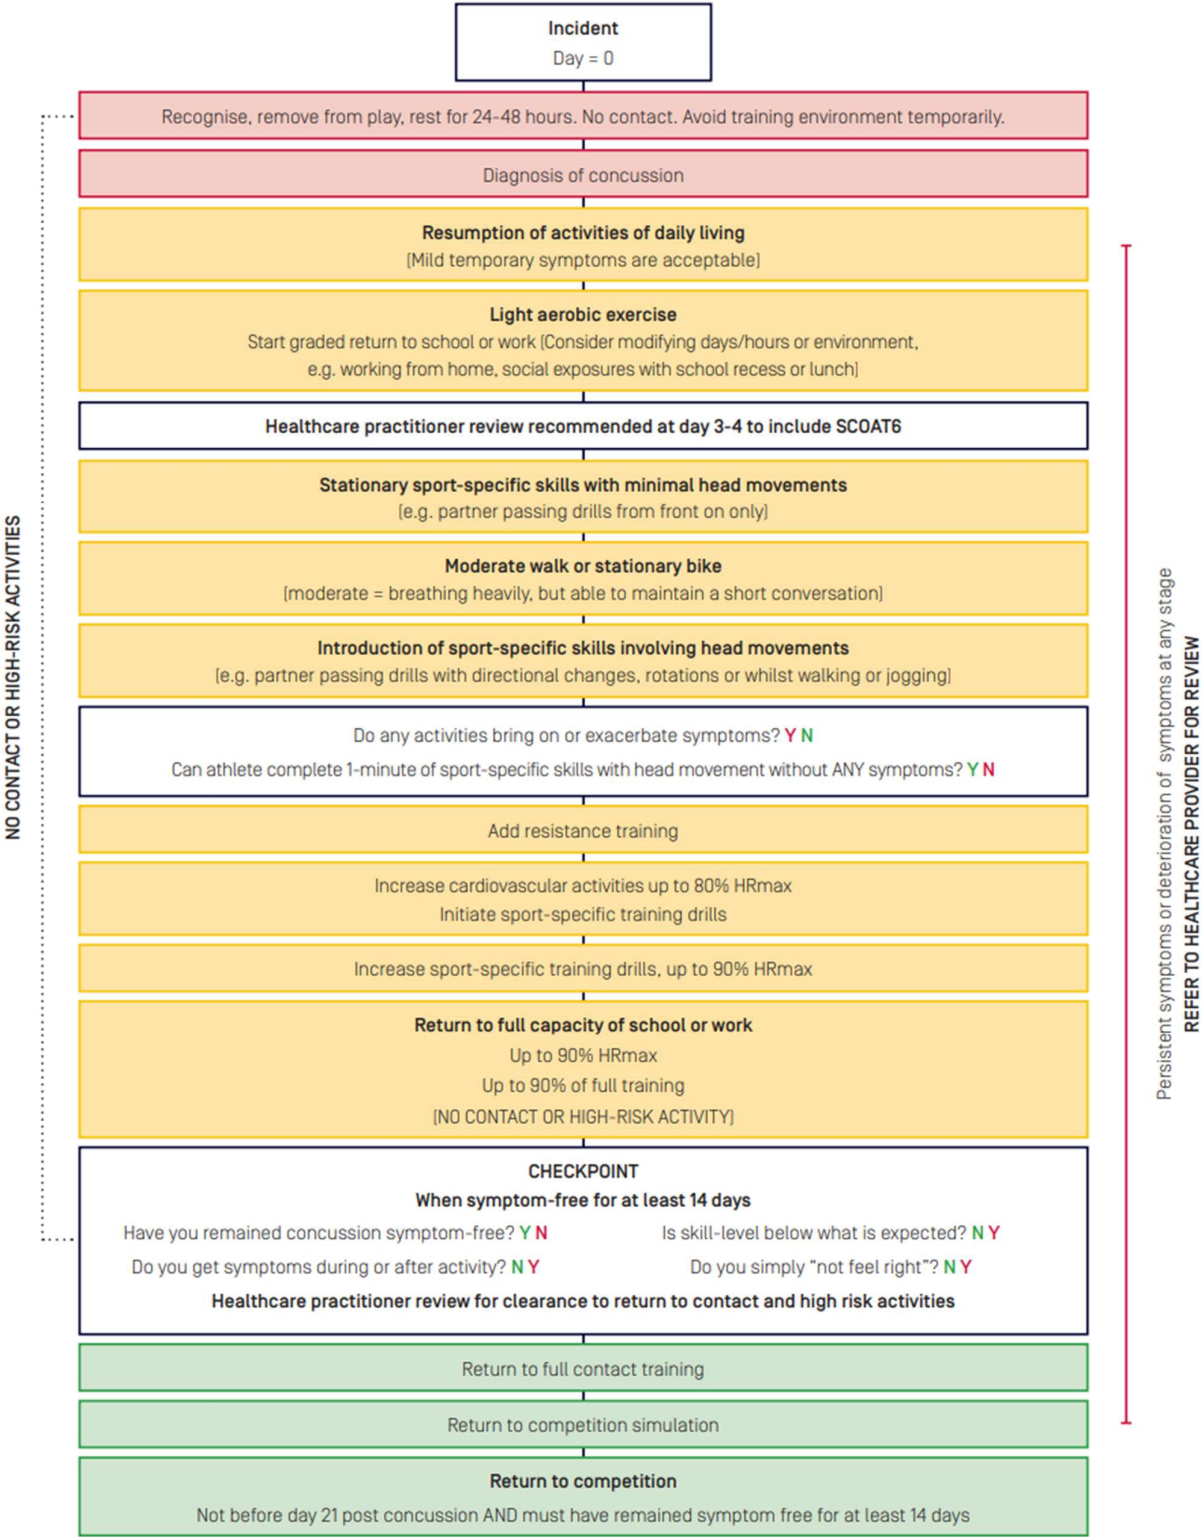 Incident
Day = 0
Recognise, remove from play, rest for 24-48 hours. No contact. Avoid training environment temporarily.
Diagnosis of concussion
Resumption of activities of daily living
(Mild temporary symptoms are acceptable)
Light aerobic exercise
Start graded return to school or work (Consider modifying days/hours or environment,
e.g. working from home, social exposures with school recess or lunch)
Healthcare practitioner review recommended at day 3-4 to include SCOAT6
Stationary sport-specific skills with minimal head movements
(e.g. partner passing drills from front on only)
Moderate walk or stationary bike
(moderate = breathing heavily, but able to maintain a short conversation)
Introduction of sport-specific skills involving head movements
(e.g. partner passing drills with directional changes, rotations or whilst walking or jogging)
Do any activities bring on or exacerbate symptoms? Y N
Can athlete complete 1-minute of sport-specific skills with head movement without ANY symptoms? Y N
Add resistance training
Increase cardiovascular activities up to 80% HRmax
Initiate sport-specific training drills
Increase sport-specific training drills, up to 90% HRmax
Return to full capacity of school or work
Up to 90% HRmax
Up to 90% of full training
(NO CONTACT OR HIGH-RISK ACTIVITY)
CHECKPOINT
When symptom-free for at least 14 days
Have you remained concussion symptom-free? Y N
Is skill-level below what is expected? N Y
Do you get symptoms during or after activity? N Y
Do you simply “not feel right”? N Y
Healthcare practitioner review for clearance to return to contact and high risk activities
Return to full contact training
Return to competition simulation
Return to competition
Not before day 21 post concussion AND must have remained symptom free for at least 14 days
NO CONTACT OR HIGH-RISK ACTIVITIES
Persistent symptoms or deterioration of symptoms at any stage
REFER TO HEALTHCARE PROVIDER FOR REVIEW